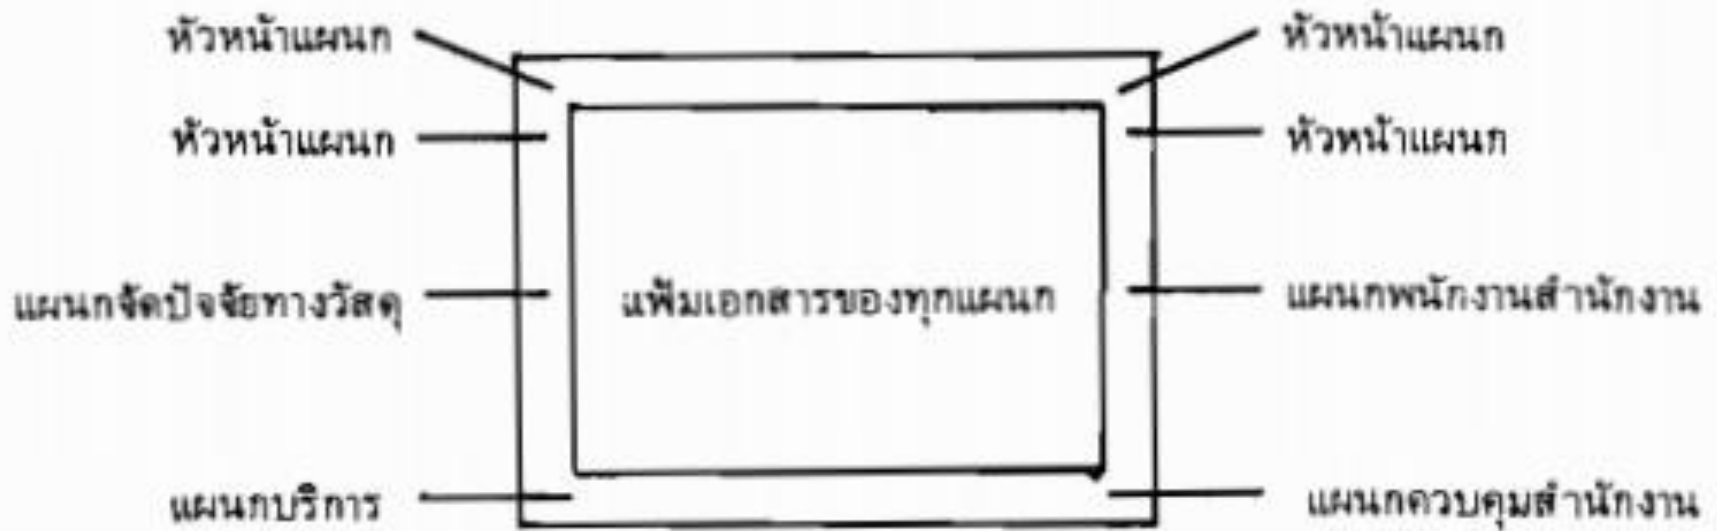 หัวหน้าแผนก
หัวหน้าแผนก
หัวหน้าแผนก
หัวหน้าแผนก
แผนกจัดปัจจัยทางวัสดุ
แฟ้มเอกสารของทุกแผนก
แผนกพนักงานสำนักงาน
แผนกบริการ
แผนกควบคุมสำนักงาน